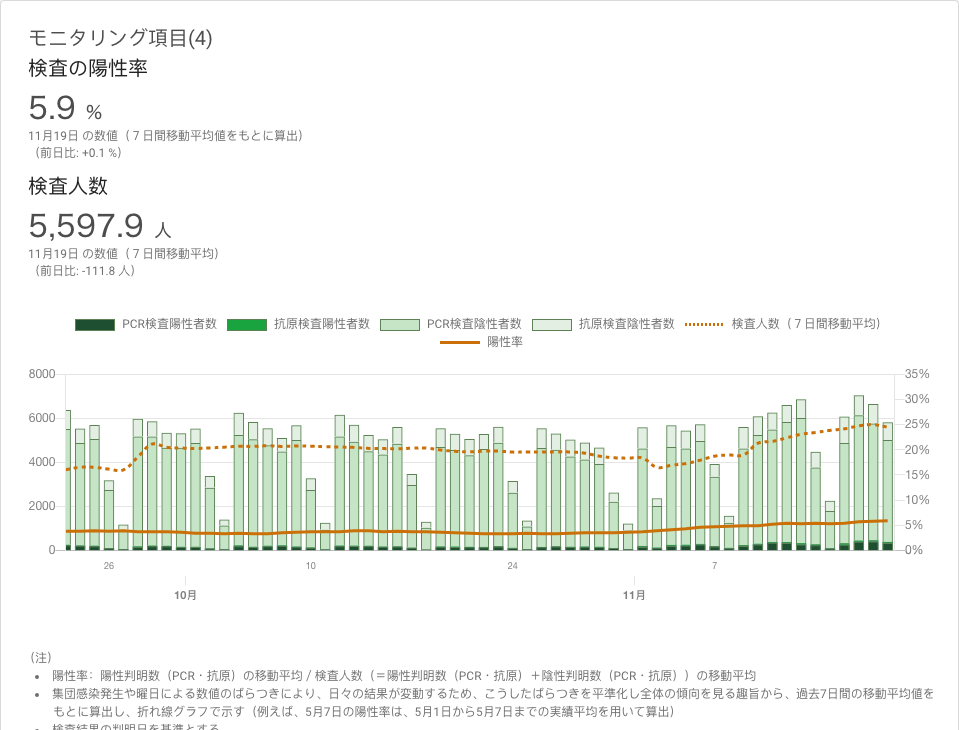 モニタリング項目(4)
検査の陽性率
5.9 %
11月19日 の数値（７日間移動平均値をもとに算出）
（前日比: +0.1 %）
検査人数
5,597.9 人
11月19日 の数値（７日間移動平均）
（前日比: -111.8 人）
PCR検査陽性者数 抗原検査陽性者数 PCR検査陰性者数 抗原検査陰性者数 検査人数（７日間移動平均）
陽性率
8000 35%
30%
6000
25%
20%
4000
15%
10%
2000
5%
0 0%
26 10 24 7
10月 11月
（注）
• 陽性率：陽性判明数（PCR・抗原）の移動平均 / 検査人数（＝陽性判明数（PCR・抗原）＋陰性判明数（PCR・抗原））の移動平均
• 集団感染発生や曜日による数値のばらつきにより、日々の結果が変動するため、こうしたばらつきを平準化し全体の傾向を見る趣旨から、過去7日間の移動平均値を
もとに算出し、折れ線グラフで示す（例えば、5月7日の陽性率は、5月1日から5月7日までの実績平均を用いて算出）
• 検査結果の判明日を基準とする